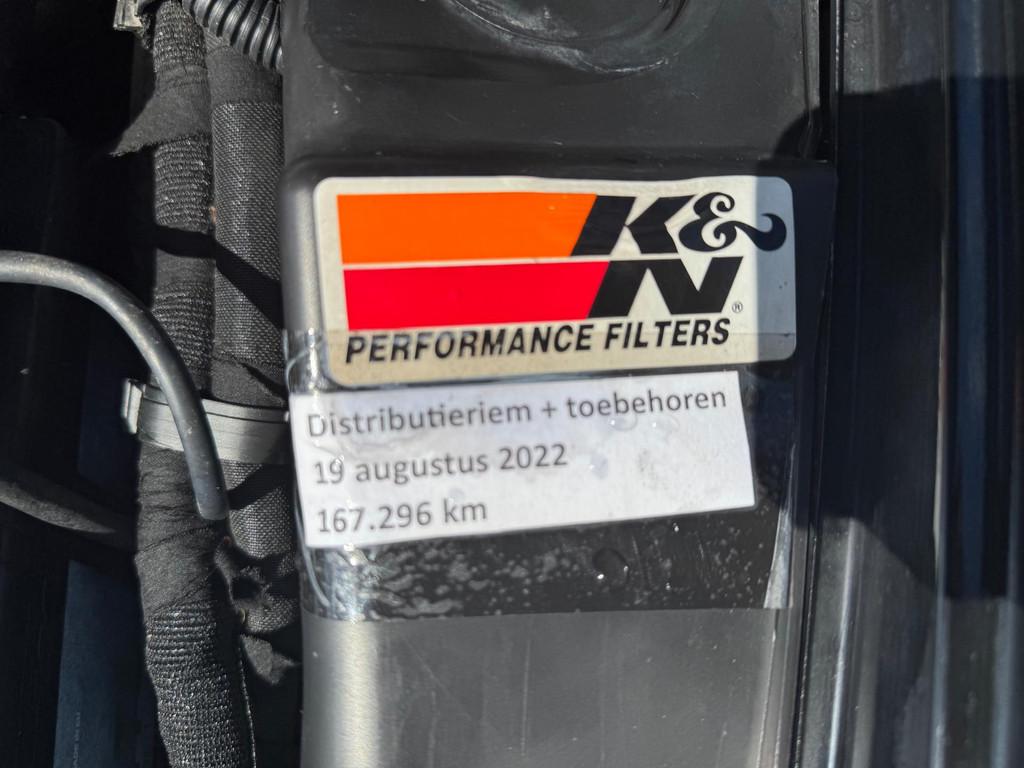 K&N®
PERFORMANCE FILTERS
Distributieriem + toebehoren
19 augustus 2022
167.296 km